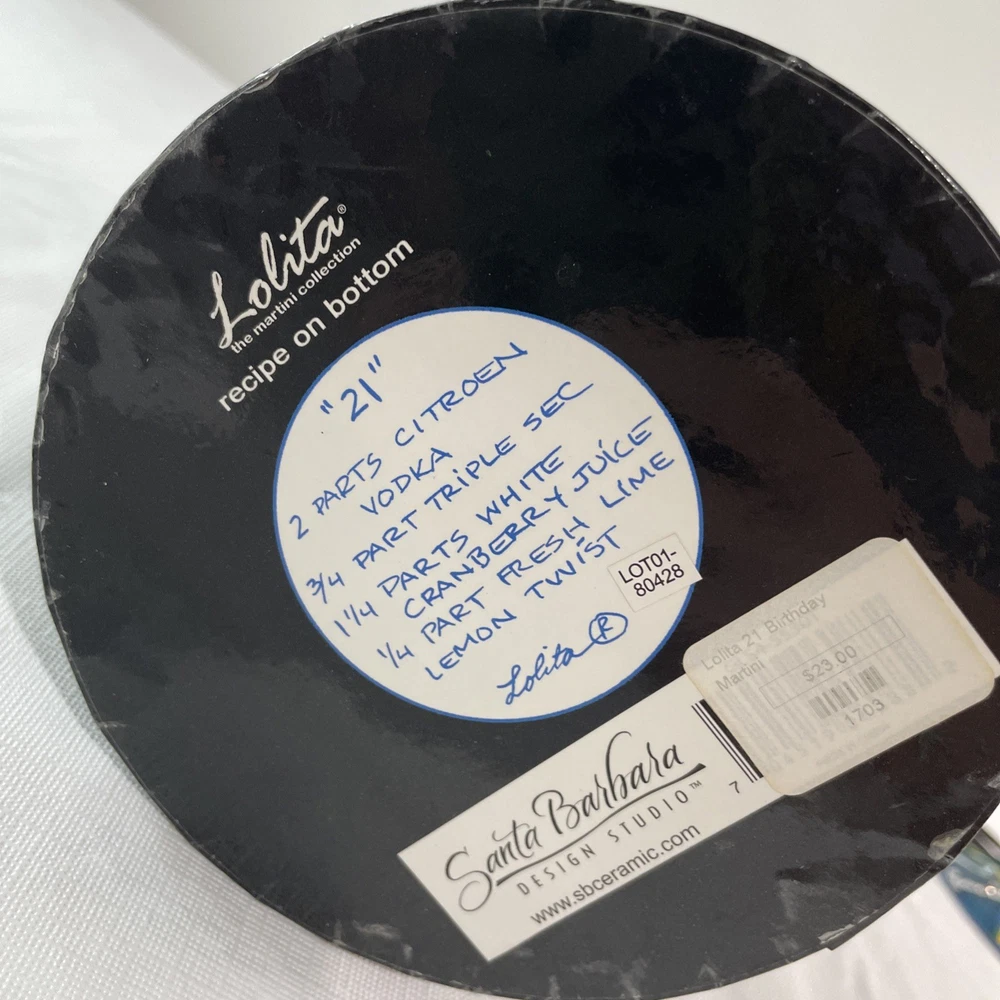 Lolita®
the martini collection
recipe on bottom
"21"
2 PARTS CITROEN
VODKA
3/4 PART TRIPLE SEC
1 1/4 PARTS WHITE
CRANBERRY JUICE
1/4 PART FRESH LIME
LEMON TWIST
Lolita ®
LOT01-
80428
Lolita 21 Birthday
Martini
$23.00
1703
Santa Barbara
DESIGN STUDIO™
www.sbceramic.com
7